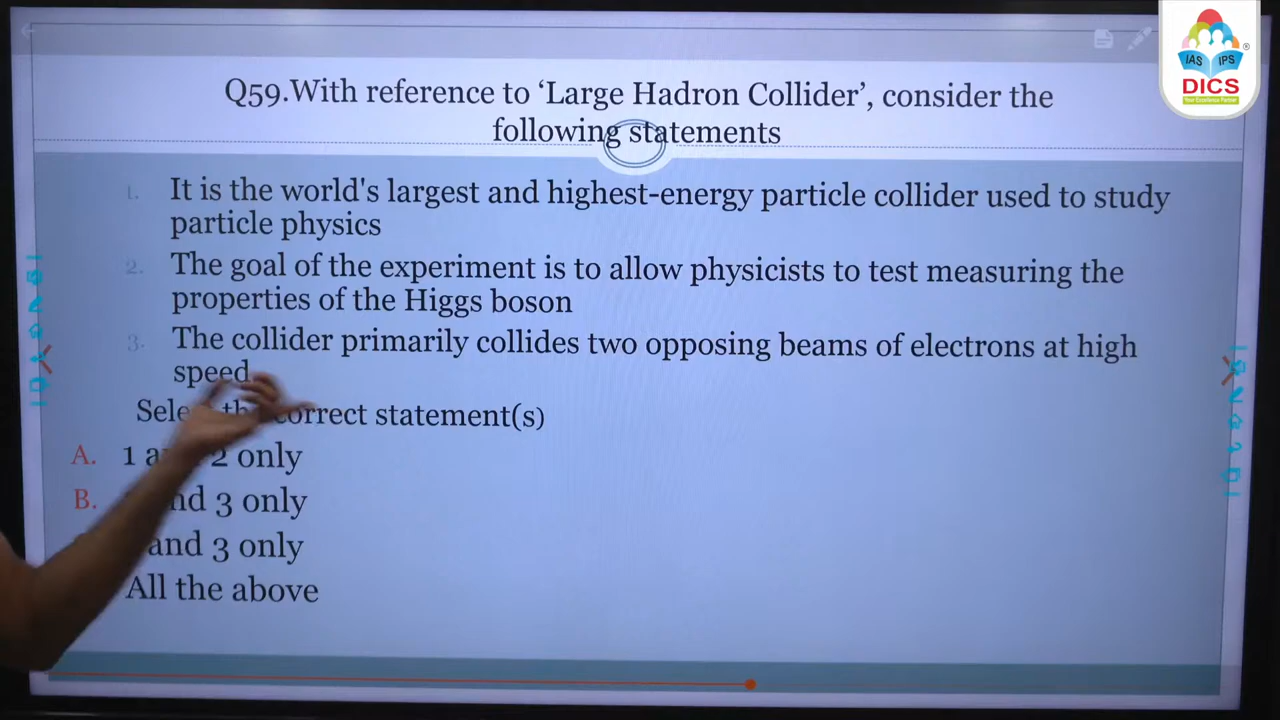 Q59.With reference to ‘Large Hadron Collider’, consider the
following statements
1. It is the world's largest and highest-energy particle collider used to study
particle physics
2. The goal of the experiment is to allow physicists to test measuring the
properties of the Higgs boson
3. The collider primarily collides two opposing beams of electrons at high
speed
correct statement(s)
A. 1 2 only
B. 3 only
and 3 only
All the above
IAS IPS
DICS
Your Excellence Partner